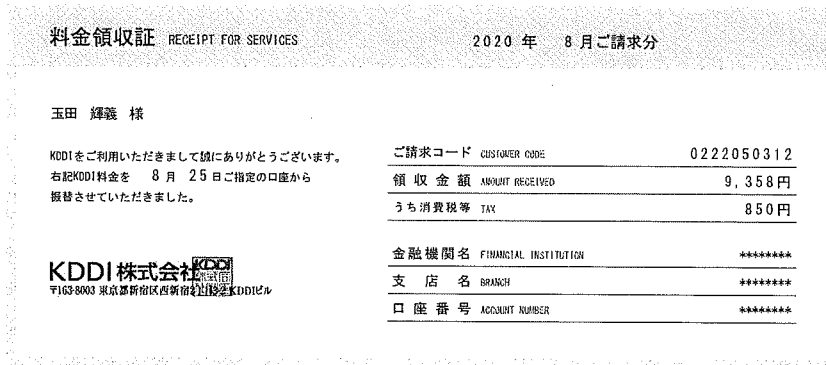 料金領収証 RECEIPT FOR SERVICES 2020 年 8 月ご請求分
玉田 輝義 様
KDDIをご利用いただきまして誠にありがとうございます。
右記KDDI料金を 8 月 25 日ご指定の口座から
振替させていただきました。
KDDI株式会社
〒163-8003 東京都新宿区西新宿 KDDIビル
ご請求コード CUSTOMER CODE 0222050312
領収金額 AMOUNT RECEIVED 9,358円
うち消費税等 TAX 850円
金融機関名 FINANCIAL INSTITUTION ********
支店名 BRANCH ********
口座番号 ACCOUNT NUMBER ********